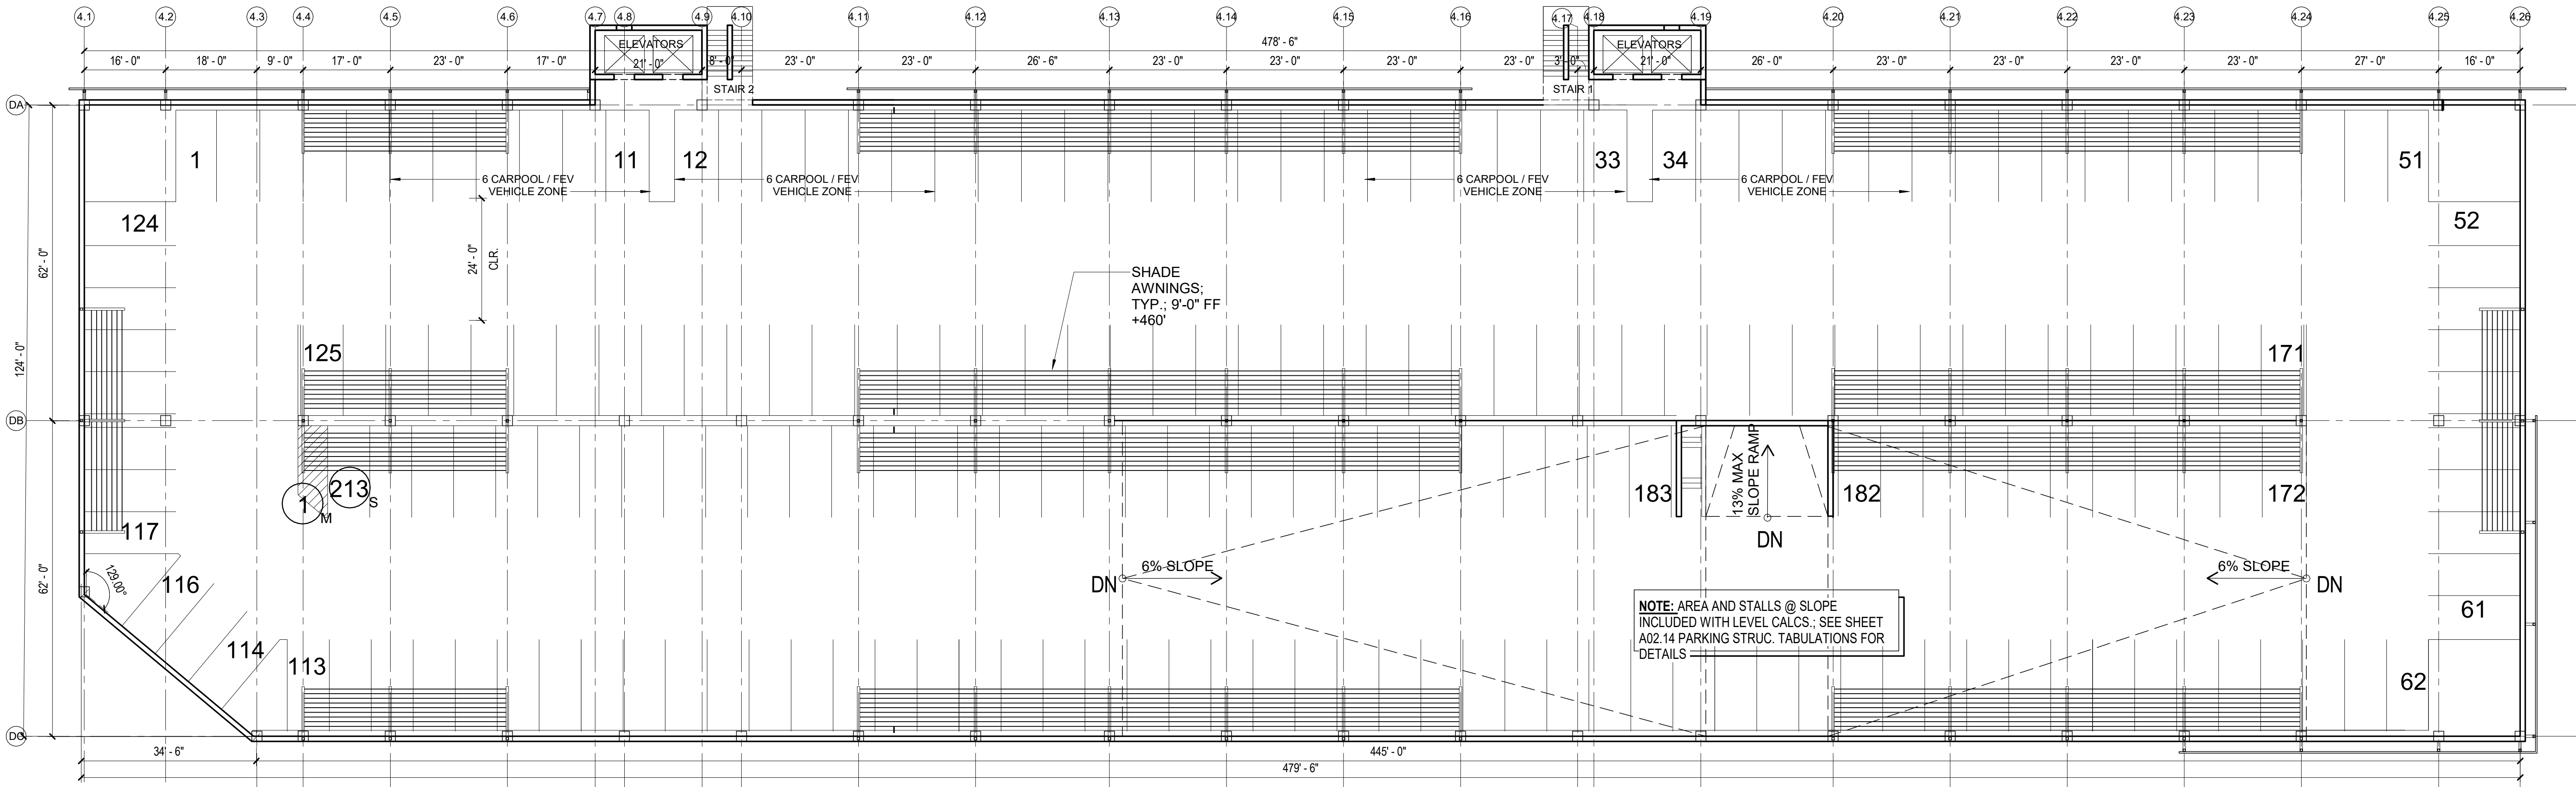 4.1 4.2 4.3 4.4 4.5 4.6 4.7 4.8 4.9 4.10 4.11 4.12 4.13 4.14 4.15 4.16 4.17 4.18 4.19 4.20 4.21 4.22 4.23 4.24 4.25 4.26
ELEVATORS
ELEVATORS
478' - 6"
16' - 0" 18' - 0" 9' - 0" 17' - 0" 23' - 0" 17' - 0" 21' - 0" 8' - 0" 23' - 0" 23' - 0" 26' - 6" 23' - 0" 23' - 0" 23' - 0" 23' - 0" 3' - 0" 21' - 0" 26' - 0" 23' - 0" 23' - 0" 23' - 0" 23' - 0" 27' - 0" 16' - 0"
STAIR 2
STAIR 1
DA
1 11 12 33 34 51
6 CARPOOL / FEV
VEHICLE ZONE
6 CARPOOL / FEV
VEHICLE ZONE
6 CARPOOL / FEV
VEHICLE ZONE
6 CARPOOL / FEV
VEHICLE ZONE
124
52
62' - 0"
24' - 0"
CLR.
SHADE
AWNINGS;
TYP.; 9'-0" FF
+460'
124' - 0"
125
171
DB
13% MAX
SLOPE RAMP
213
S
1
M
183
182
172
117
DN
62' - 0"
129.00°
116
DN
6% SLOPE
6% SLOPE
DN
NOTE: AREA AND STALLS @ SLOPE
INCLUDED WITH LEVEL CALCS.; SEE SHEET
A02.14 PARKING STRUC. TABULATIONS FOR
DETAILS
61
114
113
62
DC
34' - 6"
445' - 0"
479' - 6"